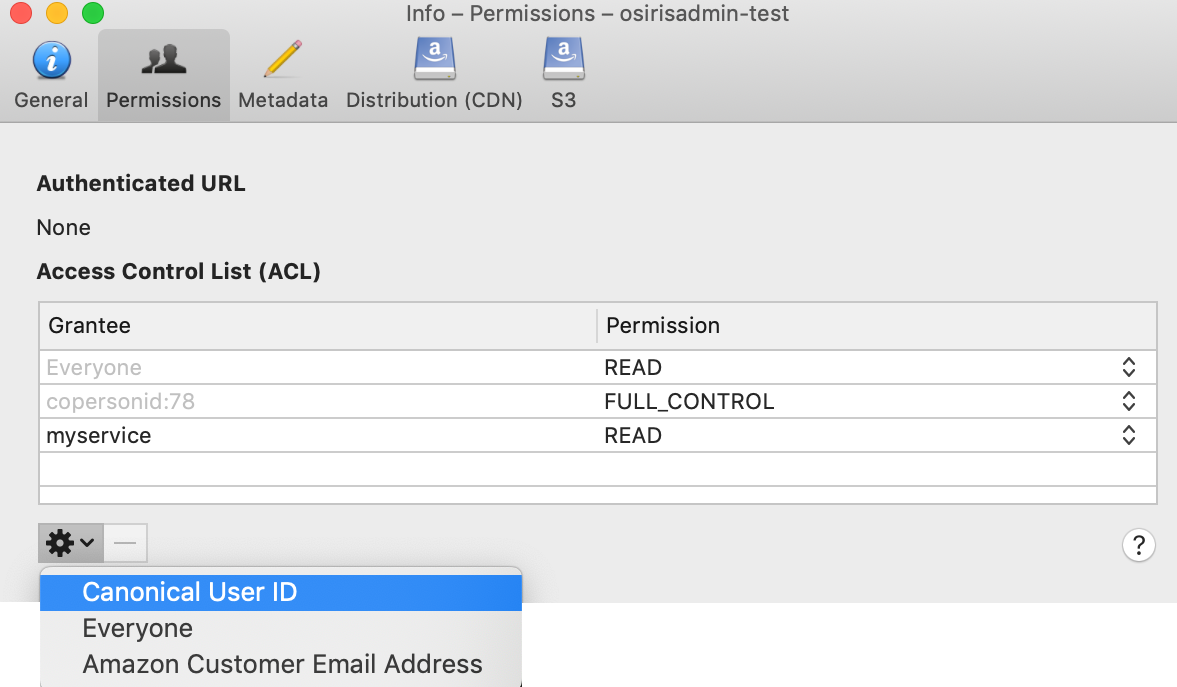 Info – Permissions – osirisadmin-test
General Permissions Metadata Distribution (CDN) S3
Authenticated URL
None
Access Control List (ACL)
Grantee Permission
Everyone READ
copersonid:78 FULL_CONTROL
myservice READ
?
Canonical User ID
Everyone
Amazon Customer Email Address